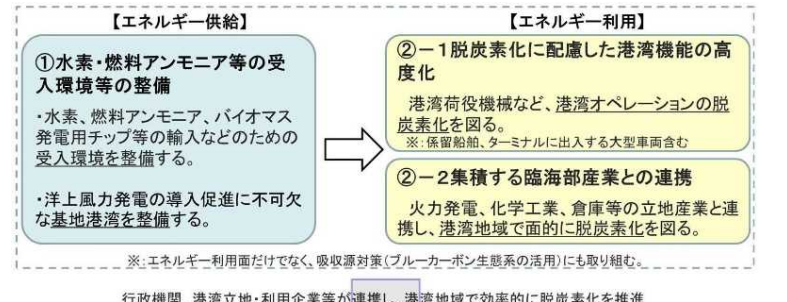 【エネルギー供給】
①水素・燃料アンモニア等の受
入環境等の整備
・水素、燃料アンモニア、バイオマス
発電用チップ等の輸入などのための
受入環境を整備する。
・洋上風力発電の導入促進に不可欠
な基地港湾を整備する。
【エネルギー利用】
②－1脱炭素化に配慮した港湾機能の高
度化
港湾荷役機械など、港湾オペレーションの脱
炭素化を図る。
※：係留船舶、ターミナルに出入する大型車両含む
②－2集積する臨海部産業との連携
火力発電、化学工業、倉庫等の立地産業と連
携し、港湾地域で面的に脱炭素化を図る。
※：エネルギー利用面だけでなく、吸収源対策（ブルーカーボン生態系の活用）にも取り組む。
行政機関、港湾立地・利用企業等が連携し、港湾地域で効率的に脱炭素化を推進